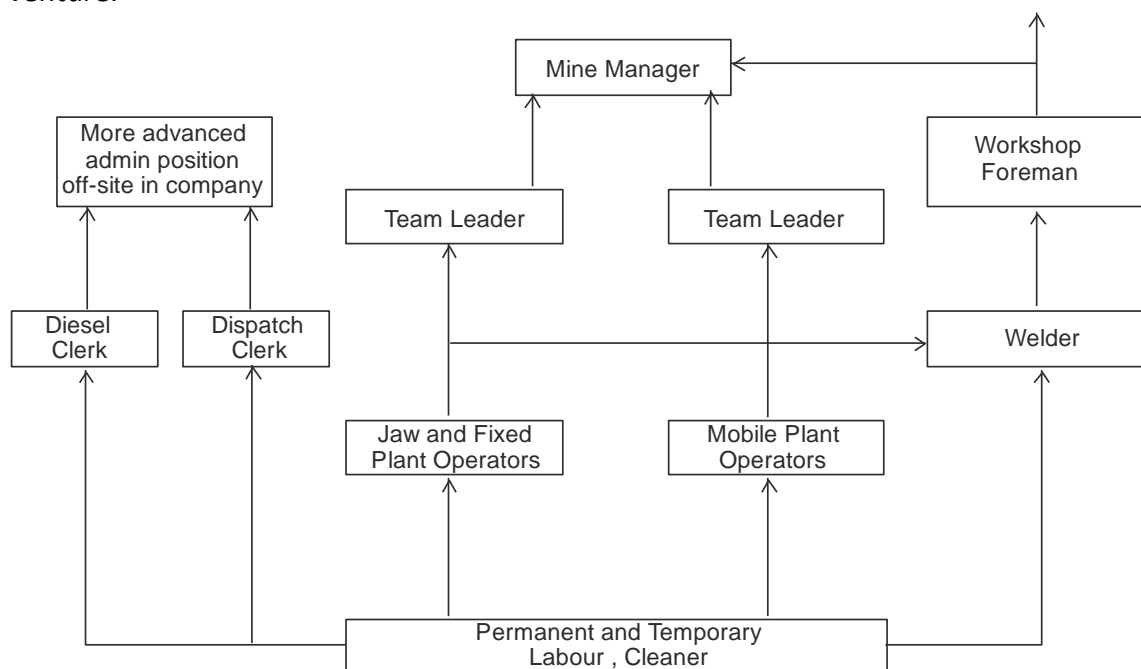 venture.
Mine Manager
More advanced
admin position
off-site in company
Workshop
Foreman
Team Leader
Team Leader
Diesel
Clerk
Dispatch
Clerk
Welder
Jaw and Fixed
Plant Operators
Mobile Plant
Operators
Permanent and Temporary
Labour , Cleaner